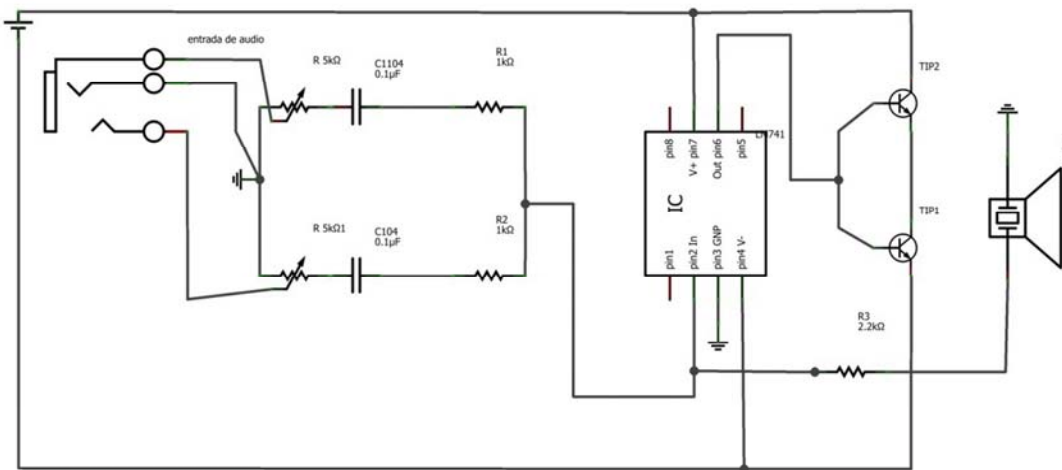 entrada de audio
R 5kΩ
C1104
0.1µF
R1
1kΩ
TIP2
LM741
pin8
V+ pin7
Out pin6
pin5
IC
pin1
pin2 In
pin3 GNP
pin4 V-
R 5kΩ1
C104
0.1µF
R2
1kΩ
TIP1
R3
2.2kΩ